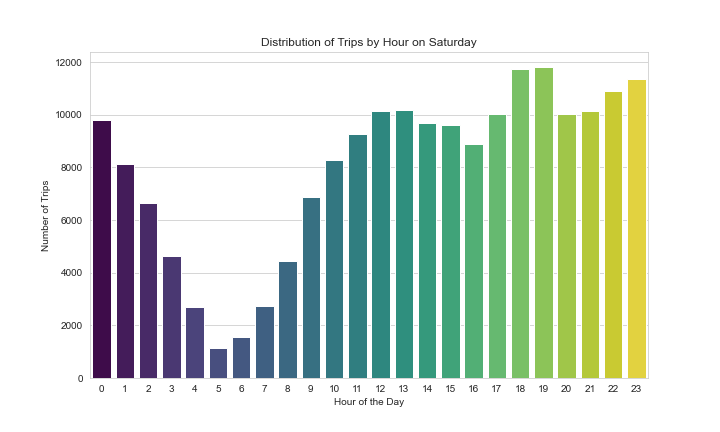 Distribution of Trips by Hour on Saturday
12000
10000
8000
6000
4000
2000
0
Number of Trips
0 1 2 3 4 5 6 7 8 9 10 11 12 13 14 15 16 17 18 19 20 21 22 23
Hour of the Day